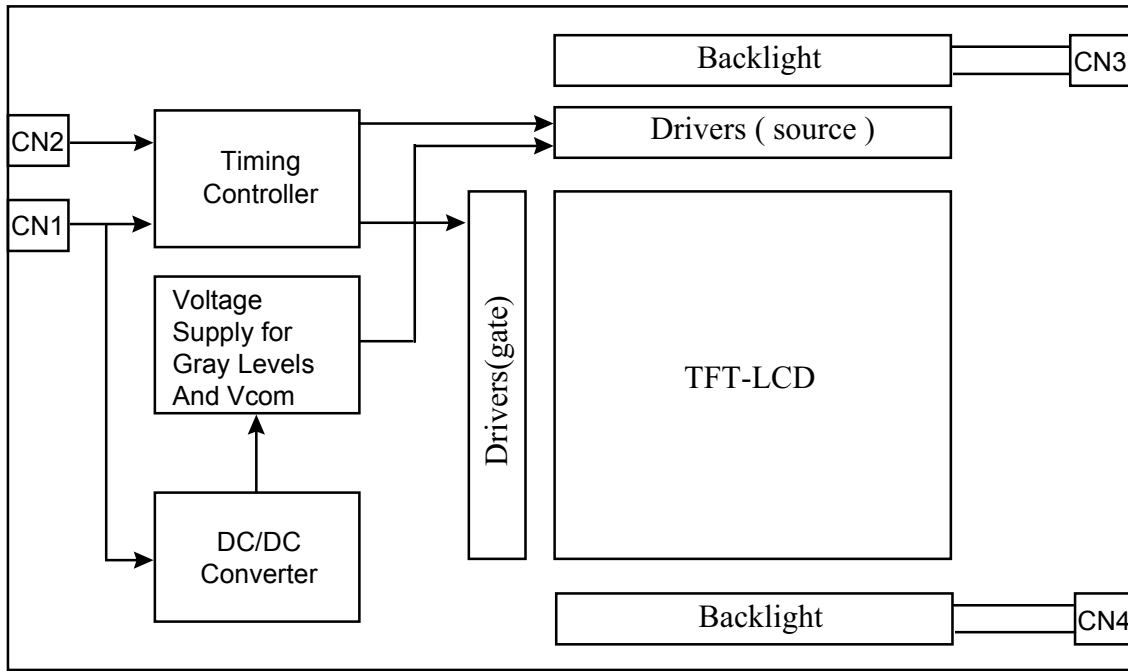 Backlight
CN3
Drivers ( source )
CN2
Timing
Controller
CN1
Voltage
Supply for
Gray Levels
And Vcom
Drivers(gate)
TFT-LCD
DC/DC
Converter
Backlight
CN4